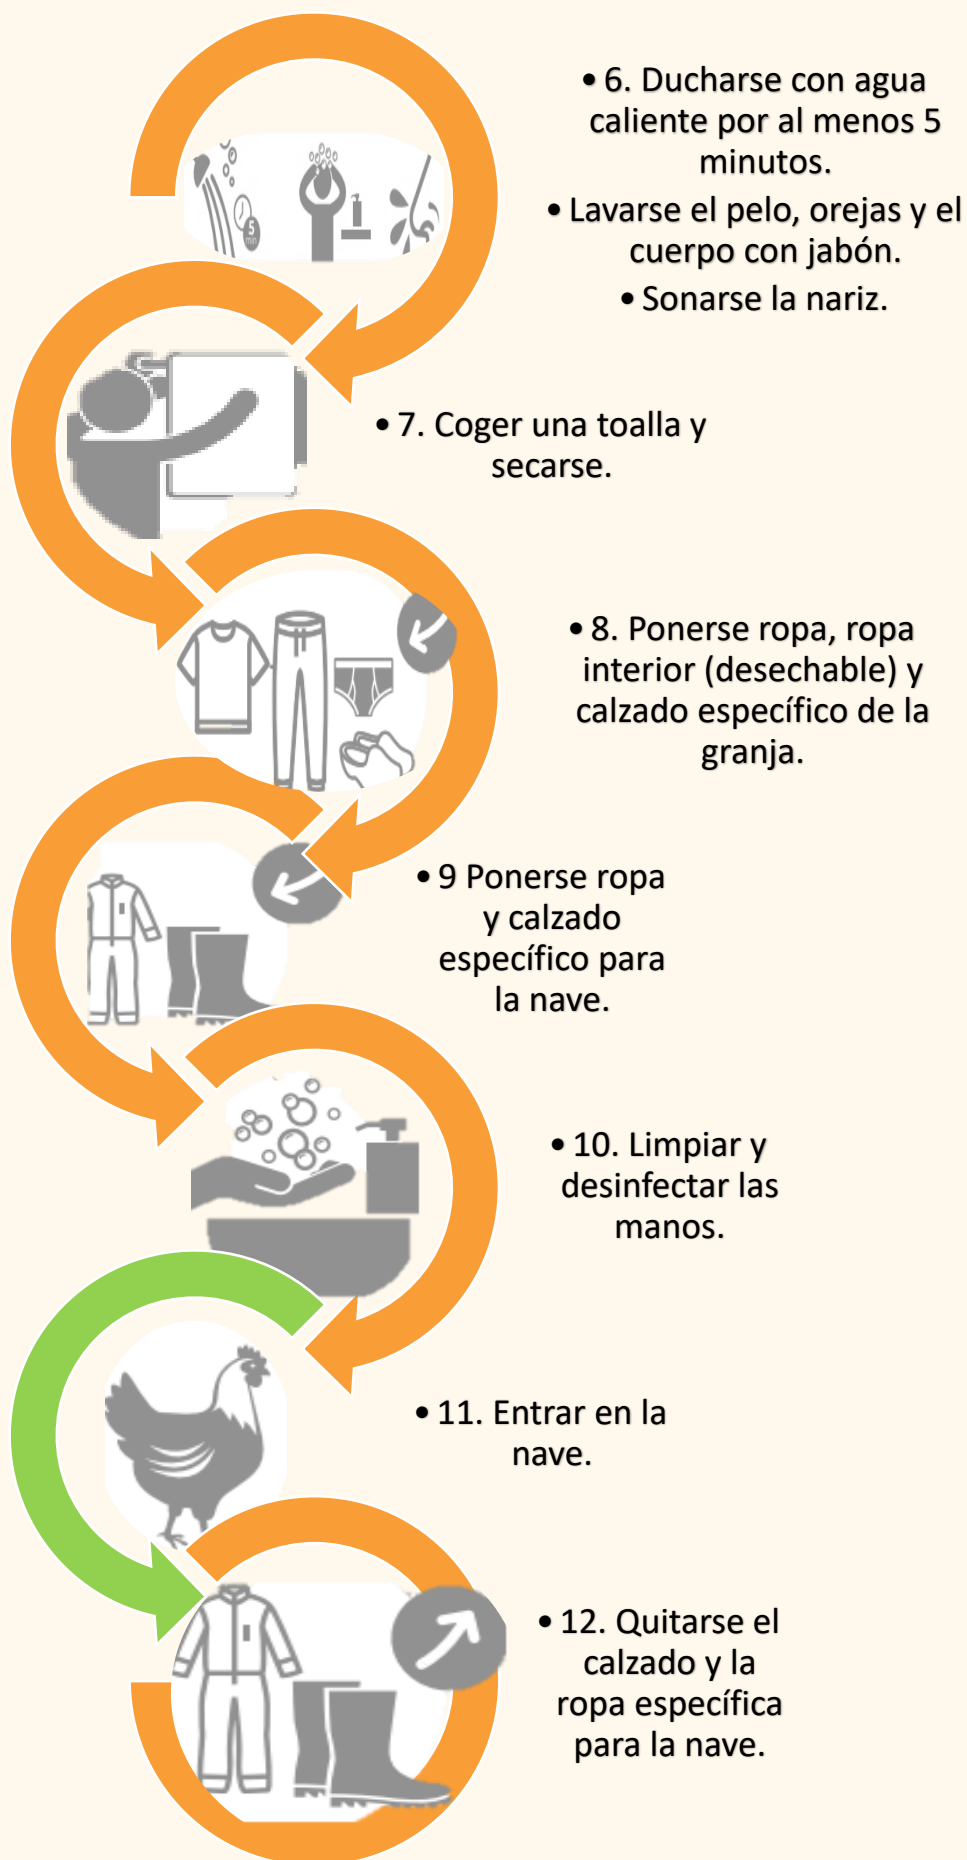 • 6. Ducharse con agua
caliente por al menos 5
minutos.
• Lavarse el pelo, orejas y el
cuerpo con jabón.
• Sonarse la nariz.
5
min
• 7. Coger una toalla y
secarse.
• 8. Ponerse ropa, ropa
interior (desechable) y
calzado específico de la
granja.
• 9 Ponerse ropa
y calzado
específico para
la nave.
• 10. Limpiar y
desinfectar las
manos.
• 11. Entrar en la
nave.
• 12. Quitarse el
calzado y la
ropa específica
para la nave.